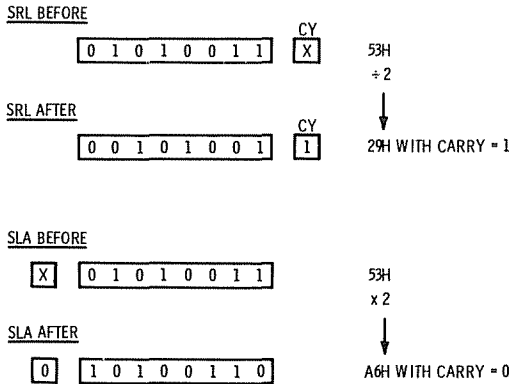 SRL BEFORE
CY
0 1 0 1 0 0 1 1 X 53H
÷ 2
SRL AFTER
CY
0 0 1 0 1 0 0 1 1 29H WITH CARRY = 1
SLA BEFORE
X 0 1 0 1 0 0 1 1 53H
x 2
SLA AFTER
0 1 0 1 0 0 1 1 0 A6H WITH CARRY = 0